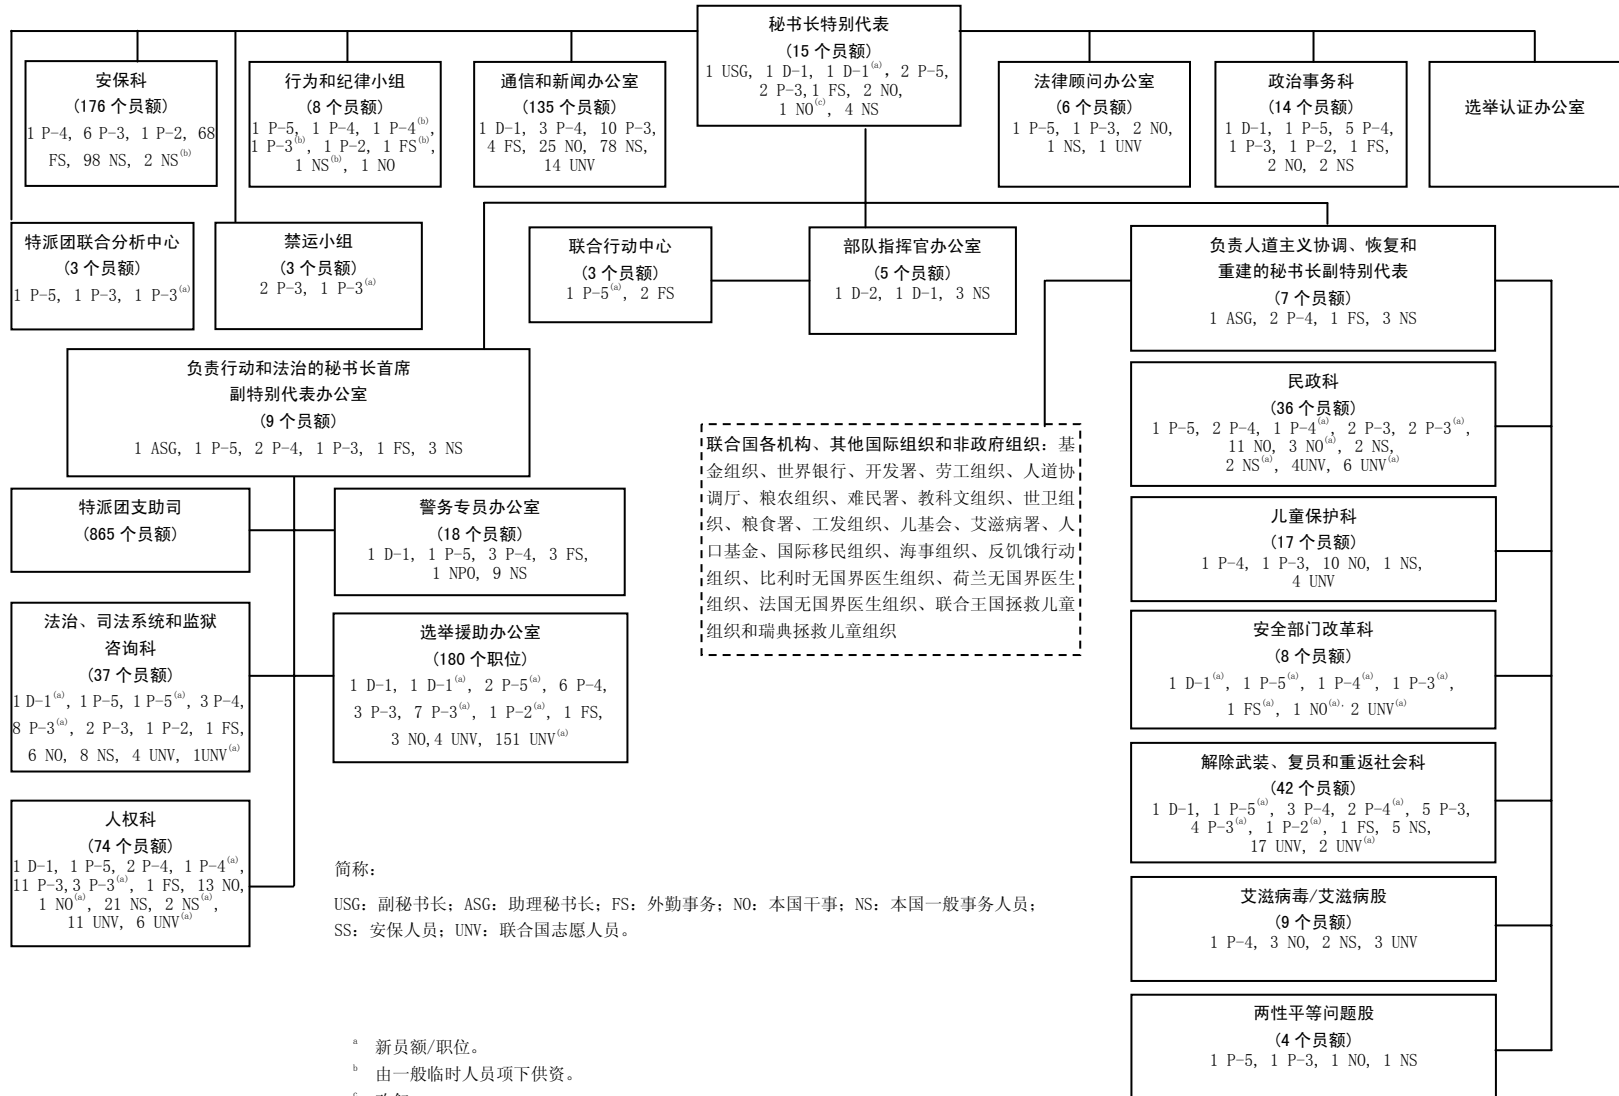 秘书长特别代表
(15 个员额)
1 USG, 1 D-1, 1 D-1(a), 2 P-5,
2 P-3,1 FS, 2 NO,
1 NO(c), 4 NS
安保科
(176 个员额)
1 P-4, 6 P-3, 1 P-2, 68
FS, 98 NS, 2 NS(b)
行为和纪律小组
(8 个员额)
1 P-5, 1 P-4, 1 P-4(b),
1 P-3(b), 1 P-2, 1 FS(b),
1 NS(b), 1 NO
通信和新闻办公室
(135 个员额)
1 D-1, 3 P-4, 10 P-3,
4 FS, 25 NO, 78 NS,
14 UNV
法律顾问办公室
(6 个员额)
1 P-5, 1 P-3, 2 NO,
1 NS, 1 UNV
政治事务科
(14 个员额)
1 D-1, 1 P-5, 5 P-4,
1 P-3, 1 P-2, 1 FS,
2 NO, 2 NS
选举认证办公室
特派团联合分析中心
(3 个员额)
1 P-5, 1 P-3, 1 P-3(a)
禁运小组
(3 个员额)
2 P-3, 1 P-3(a)
联合行动中心
(3 个员额)
1 P-5(a), 2 FS
部队指挥官办公室
(5 个员额)
1 D-2, 1 D-1, 3 NS
负责人道主义协调、恢复和
重建的秘书长副特别代表
(7 个员额)
1 ASG, 2 P-4, 1 FS, 3 NS
负责行动和法治的秘书长首席
副特别代表办公室
(9 个员额)
1 ASG, 1 P-5, 2 P-4, 1 P-3, 1 FS, 3 NS
特派团支助司
(865 个员额)
警务专员办公室
(18 个员额)
1 D-1, 1 P-5, 3 P-4, 3 FS,
1 NPO, 9 NS
法治、司法系统和监狱
咨询科
(37 个员额)
1 D-1(a), 1 P-5, 1 P-5(a), 3 P-4,
8 P-3(a), 2 P-3, 1 P-2, 1 FS,
6 NO, 8 NS, 4 UNV, 1UNV(a)
选举援助办公室
(180 个职位)
1 D-1, 1 D-1(a), 2 P-5(a), 6 P-4,
3 P-3, 7 P-3(a), 1 P-2(a), 1 FS,
3 NO,4 UNV, 151 UNV(a)
人权科
(74 个员额)
1 D-1, 1 P-5, 2 P-4, 1 P-4(a),
11 P-3,3 P-3(a), 1 FS, 13 NO,
1 NO(a), 21 NS, 2 NS(a),
11 UNV, 6 UNV(a)
联合国各机构、其他国际组织和非政府组织：基
金组织、世界银行、开发署、劳工组织、人道协
调厅、粮农组织、难民署、教科文组织、世卫组
织、粮食署、工发组织、儿基会、艾滋病署、人
口基金、国际移民组织、海事组织、反饥饿行动
组织、比利时无国界医生组织、荷兰无国界医生
组织、法国无国界医生组织、联合王国拯救儿童
组织和瑞典拯救儿童组织
民政科
(36 个员额)
1 P-5, 2 P-4, 1 P-4(a), 2 P-3, 2 P-3(a),
11 NO, 3 NO(a), 2 NS,
2 NS(a), 4UNV, 6 UNV(a)
儿童保护科
(17 个员额)
1 P-4, 1 P-3, 10 NO, 1 NS,
4 UNV
安全部门改革科
(8 个员额)
1 D-1(a), 1 P-5(a), 1 P-4(a), 1 P-3(a),
1 FS(a), 1 NO(a), 2 UNV(a)
解除武装、复员和重返社会科
(42 个员额)
1 D-1, 1 P-5(a), 3 P-4, 2 P-4(a), 5 P-3,
4 P-3(a), 1 P-2(a), 1 FS, 5 NS,
17 UNV, 2 UNV(a)
艾滋病毒/艾滋病股
(9 个员额)
1 P-4, 3 NO, 2 NS, 3 UNV
两性平等问题股
(4 个员额)
1 P-5, 1 P-3, 1 NO, 1 NS
简称：
USG：副秘书长；ASG：助理秘书长；FS：外勤事务；NO：本国干事；NS：本国一般事务人员；
SS：安保人员；UNV：联合国志愿人员。
a 新员额/职位。
b 由一般临时人员项下供资。